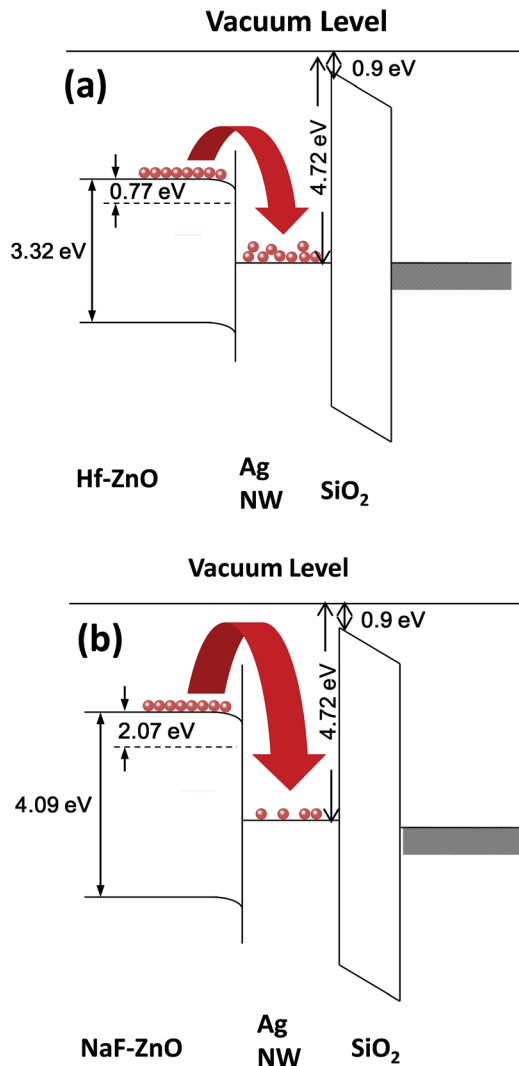 Vacuum Level
(a)
0.9 eV
4.72 eV
0.77 eV
3.32 eV
Hf-ZnO
Ag
NW
SiO₂
Vacuum Level
(b)
0.9 eV
4.72 eV
2.07 eV
4.09 eV
NaF-ZnO
Ag
NW
SiO₂